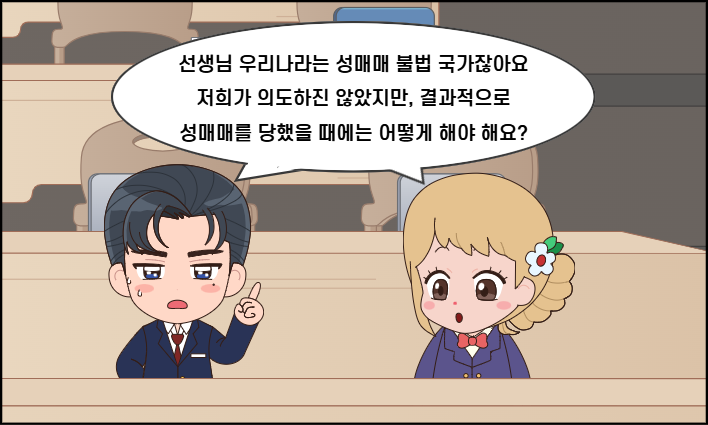 선생님 우리나라는 성매매 불법 국가잖아요
저희가 의도하진 않았지만, 결과적으로
성매매를 당했을 때에는 어떻게 해야 해요?